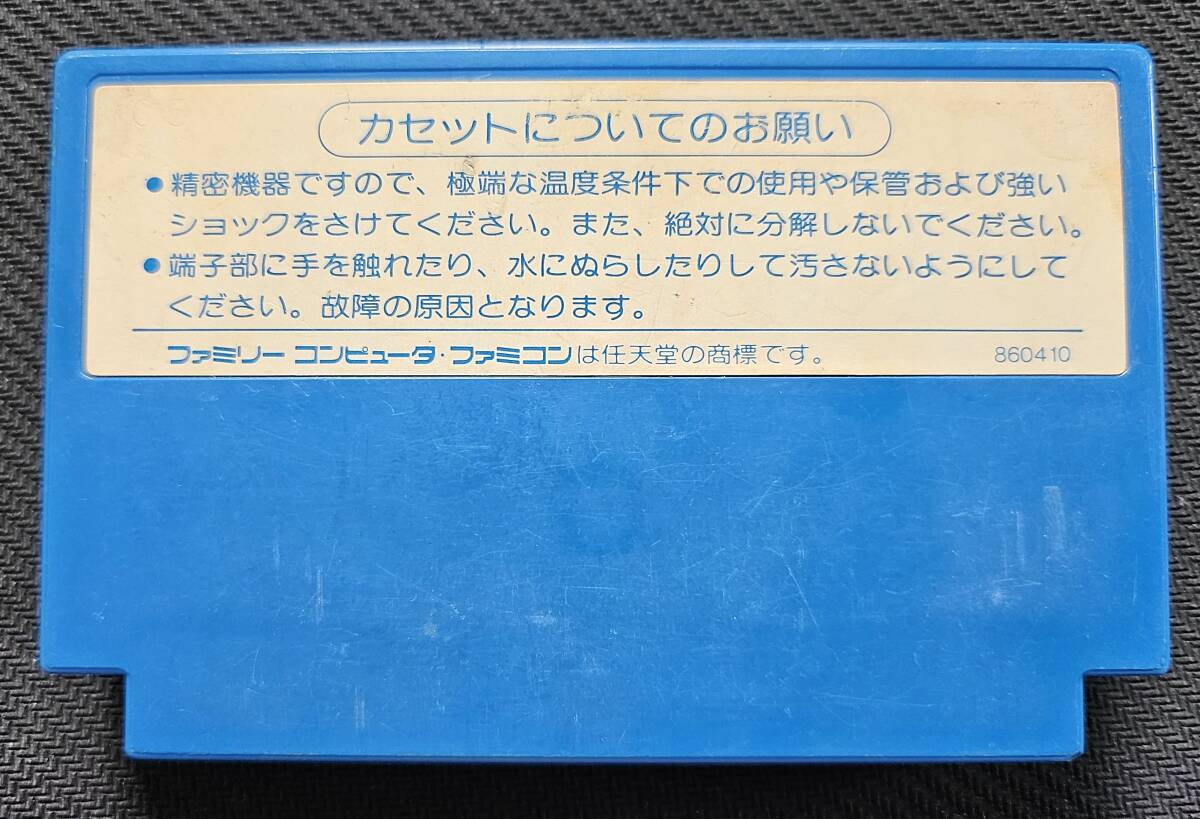 カセットについてのお願い
●精密機器ですので、極端な温度条件下での使用や保管および強い
ショックをさけてください。また、絶対に分解しないでください。
●端子部に手を触れたり、水にぬらしたりして汚さないようにして
ください。故障の原因となります。
ファミリー コンピュータ・ファミコンは任天堂の商標です。 860410